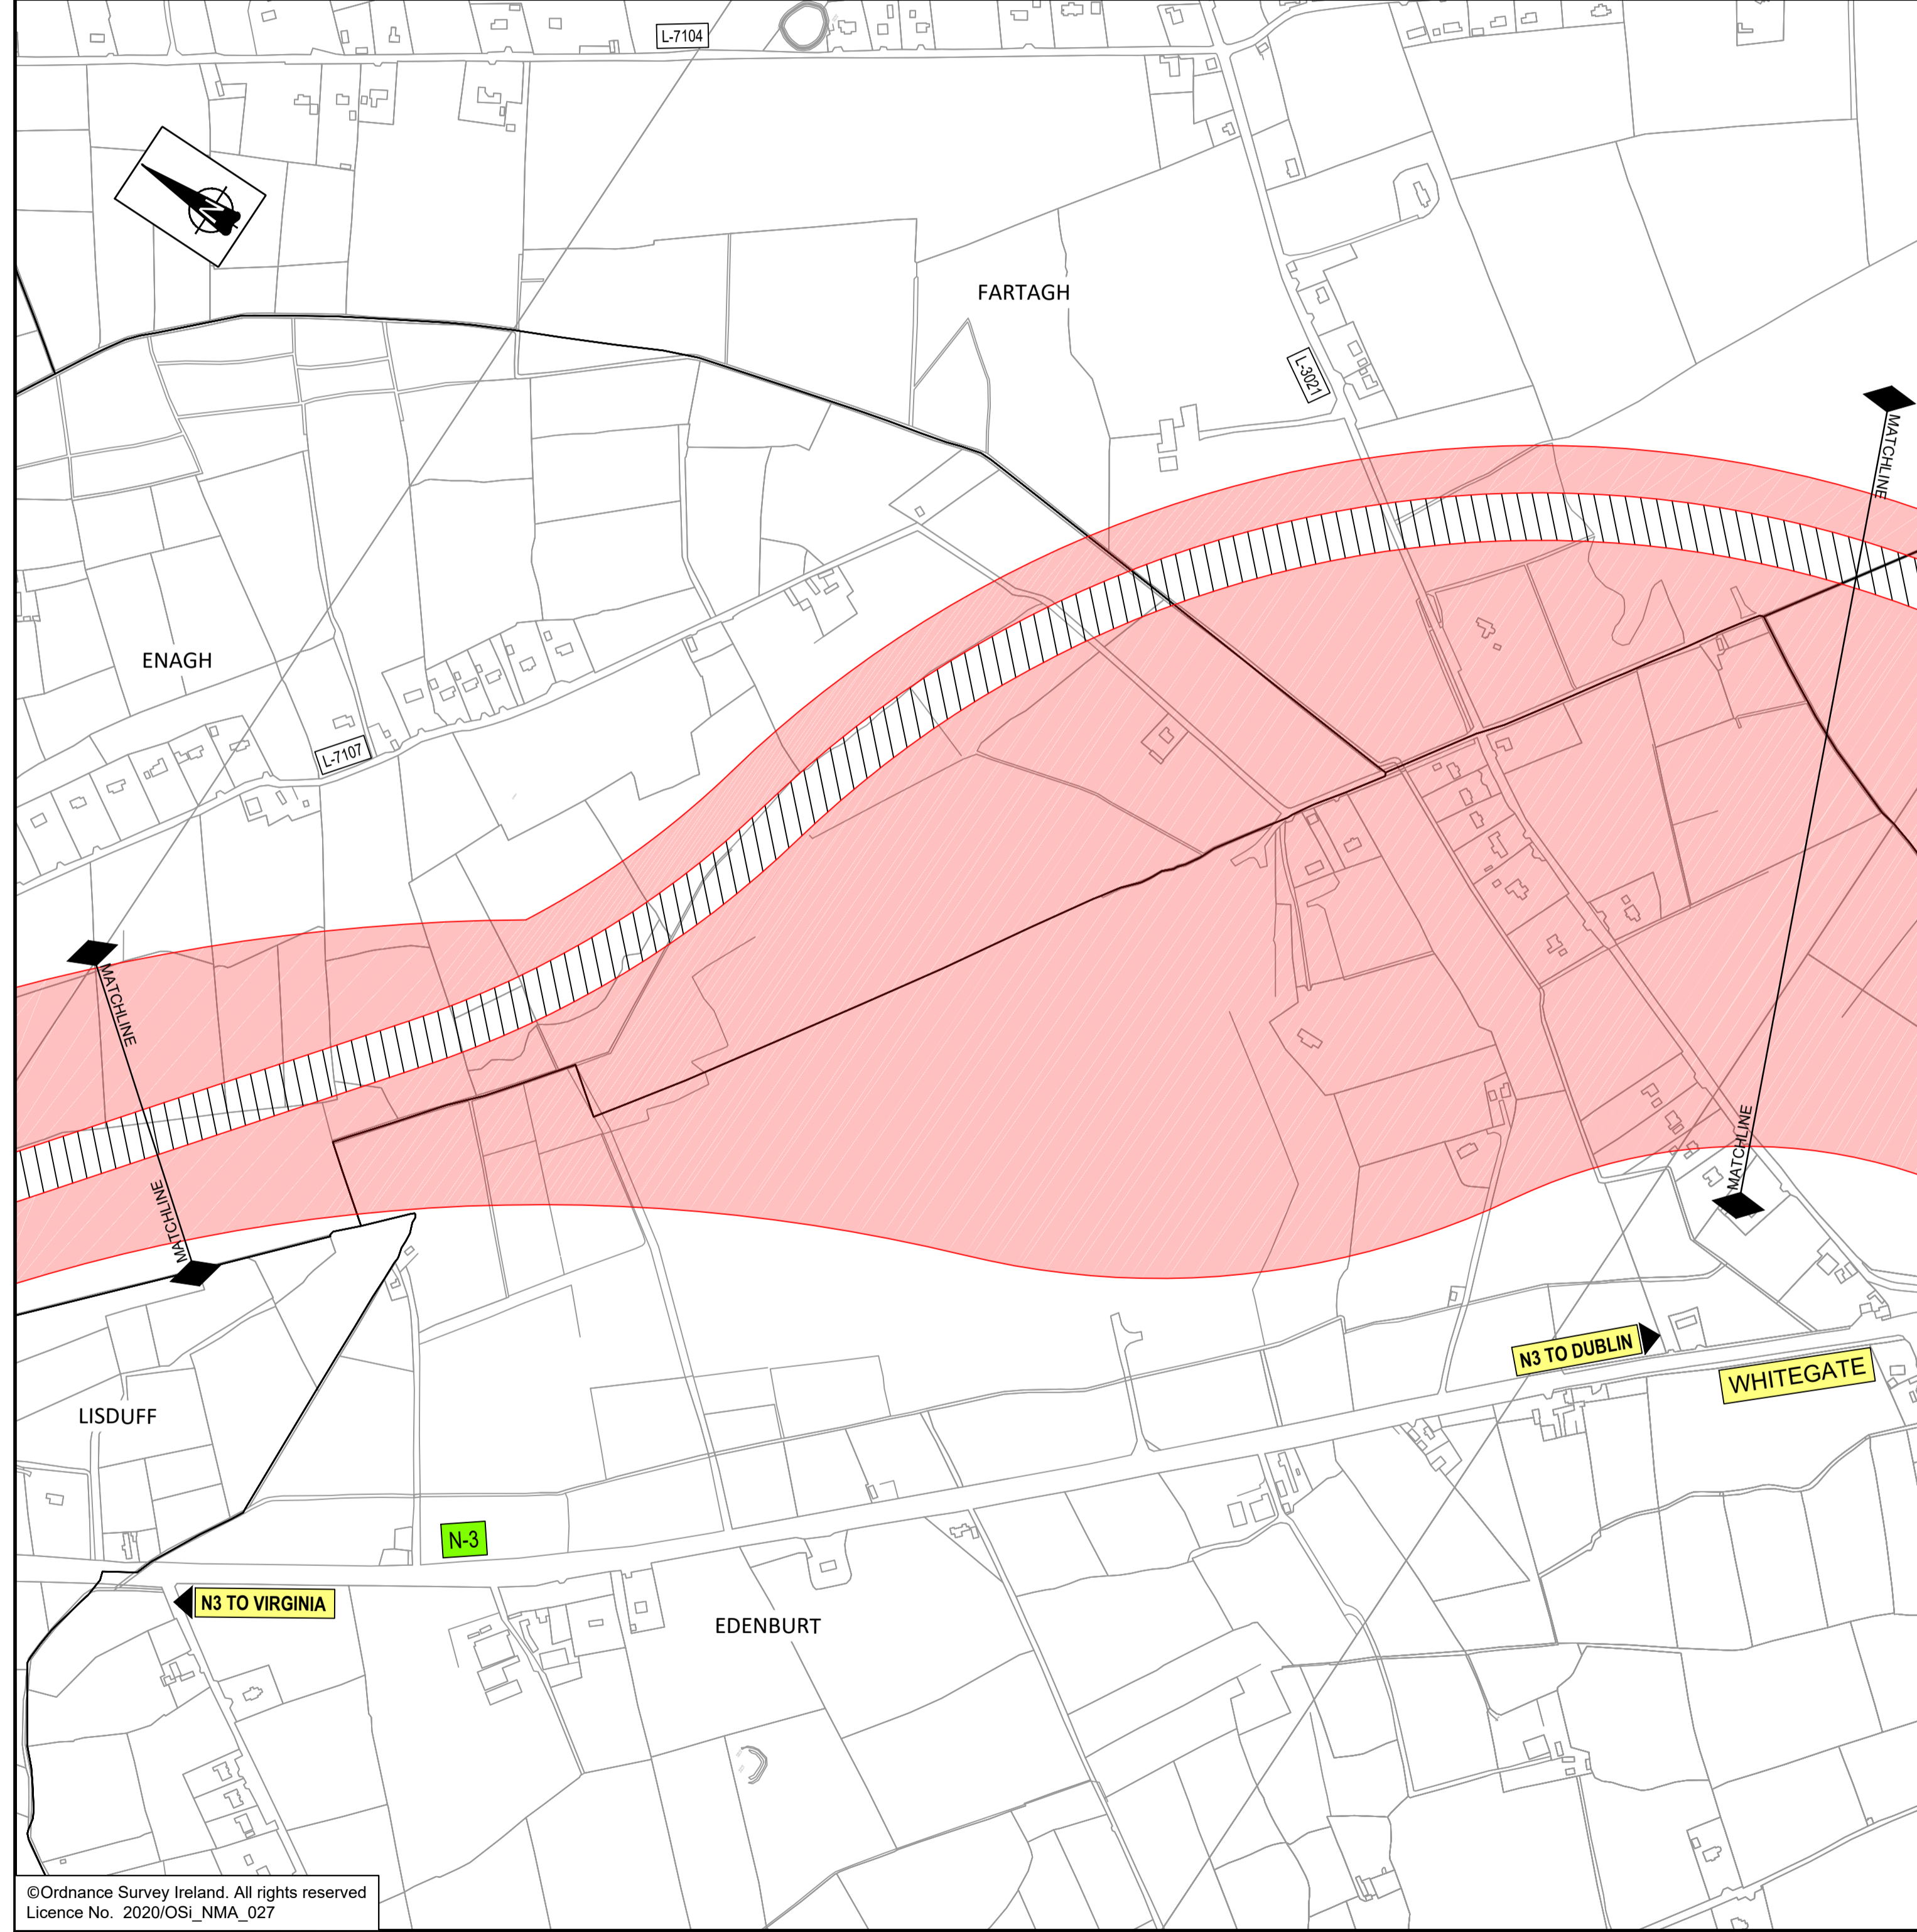 L-7104
N
FARTAGH
L-3021
MATCHLINE
ENAGH
L-7107
MATCHLINE
MATCHLINE
MATCHLINE
N3 TO DUBLIN
WHITEGATE
LISDUFF
N-3
N3 TO VIRGINIA
EDENBURT
©Ordnance Survey Ireland. All rights reserved
Licence No. 2020/OSi_NMA_027